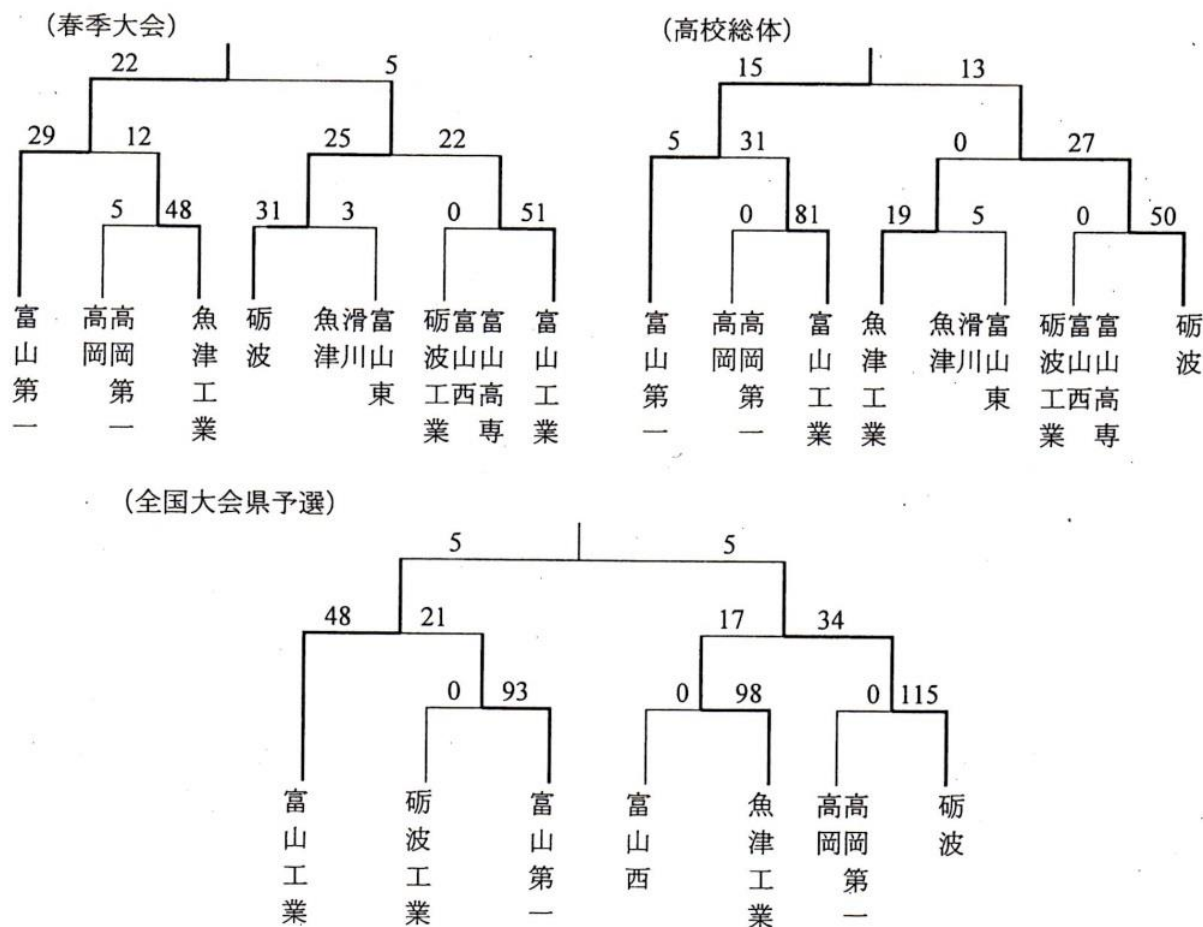 (春季大会)
22 5
29 12 25 22
5 48 31 3 0 51
富山第一
高岡
高岡第一
魚津工業
砺波
魚津
滑川
富山東
砺波工業
富山西
富山高専
富山工業
(高校総体)
15 13
5 31 0 27
0 81 19 5 0 50
富山第一
高岡
高岡第一
富山工業
魚津工業
魚津
滑川
富山東
砺波工業
富山西
富山高専
砺波
(全国大会県予選)
5 5
48 21 17 34
0 93 0 98 0 115
富山工業
砺波工業
富山第一
富山西
魚津工業
高岡
高岡第一
砺波